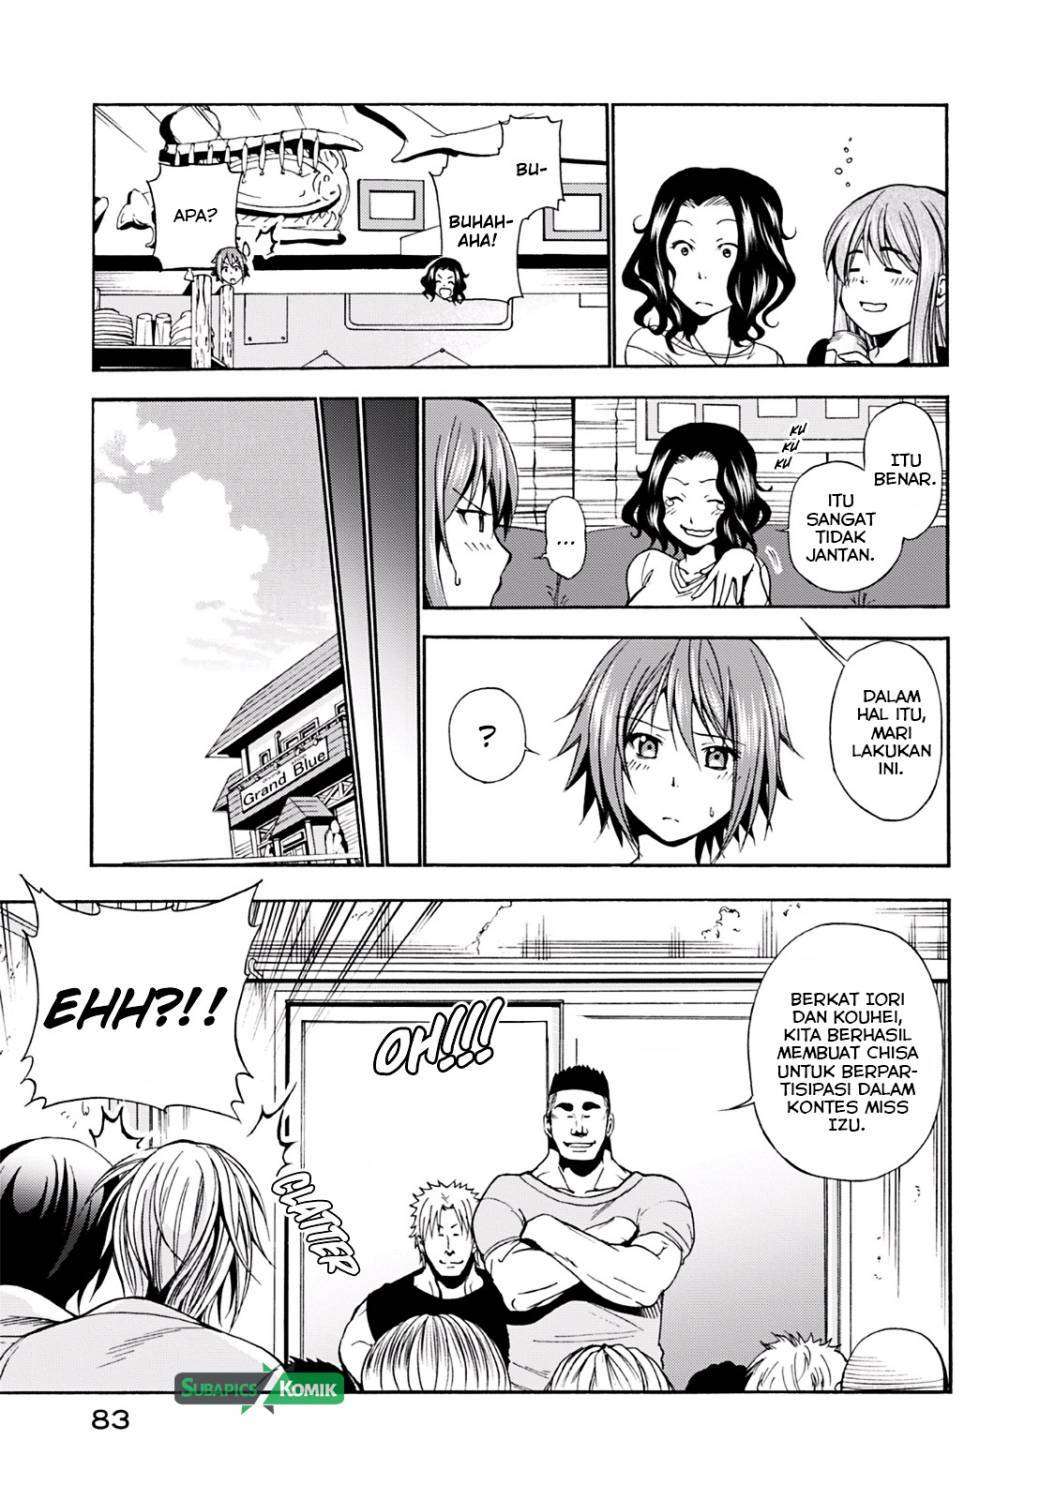 BU-
BUHAH-
AHA!
APA?
KU
KU
KU
ITU
BENAR.
ITU
SANGAT
TIDAK
JANTAN.
...
DALAM
HAL ITU,
MARI
LAKUKAN
INI.
?
Grand Blue
BERKAT IORI
DAN KOUHEI,
KITA BERHASIL
MEMBUAT CHISA
UNTUK BERPAR-
TISIPASI DALAM
KONTES MISS
IZU.
OH!!!
EHH?!!
CLATTER
SUBAPICS KOMIK
83